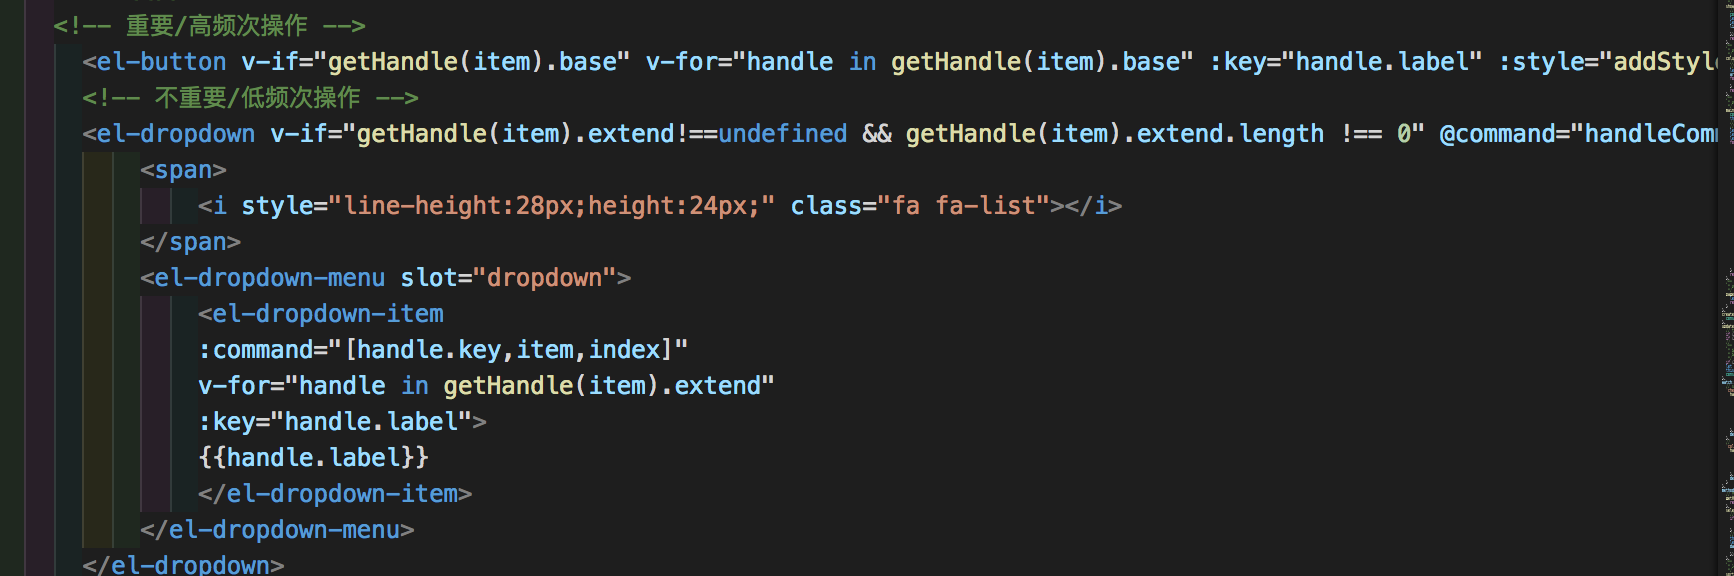 <!-- 重要/高频次操作 -->
<el-button v-if="getHandle(item).base" v-for="handle in getHandle(item).base" :key="handle.label" :style="addStyl
<!-- 不重要/低频次操作 -->
<el-dropdown v-if="getHandle(item).extend!==undefined && getHandle(item).extend.length !== 0" @command="handleCom
<span>
<i style="line-height:28px;height:24px;" class="fa fa-list"></i>
</span>
<el-dropdown-menu slot="dropdown">
<el-dropdown-item
:command="[handle.key,item,index]"
v-for="handle in getHandle(item).extend"
:key="handle.label">
{{handle.label}}
</el-dropdown-item>
</el-dropdown-menu>
</el-dropdown>